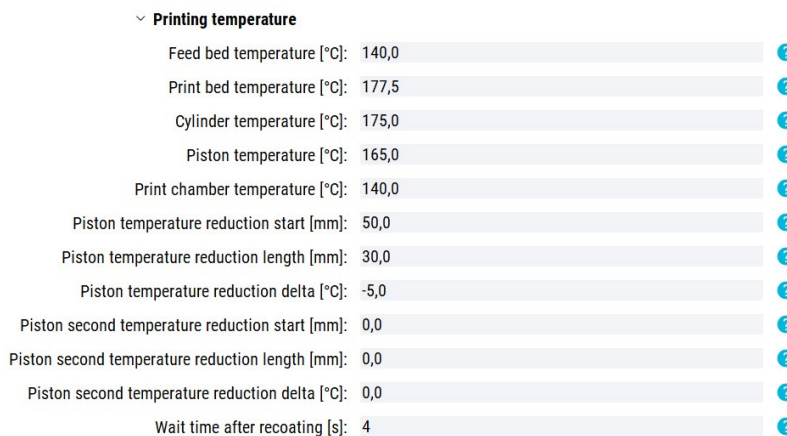 Printing temperature
Feed bed temperature [°C]: 140,0
Print bed temperature [°C]: 177,5
Cylinder temperature [°C]: 175,0
Piston temperature [°C]: 165,0
Print chamber temperature [°C]: 140,0
Piston temperature reduction start [mm]: 50,0
Piston temperature reduction length [mm]: 30,0
Piston temperature reduction delta [°C]: -5,0
Piston second temperature reduction start [mm]: 0,0
Piston second temperature reduction length [mm]: 0,0
Piston second temperature reduction delta [°C]: 0,0
Wait time after recoating [s]: 4